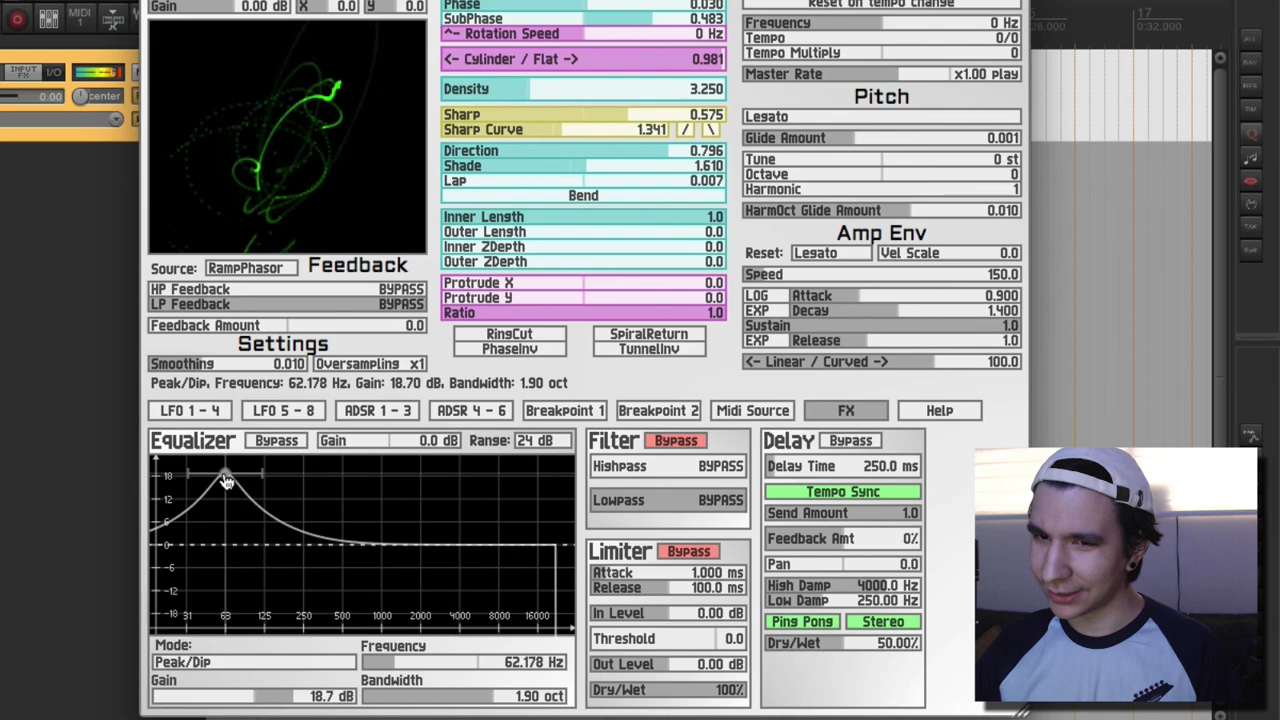 Gain 0.00 dB X 0.0 Y 0.0
Phase 0.030
SubPhase 0.483
^- Rotation Speed 0 Hz
<- Cylinder / Flat -> 0.981
Density 3.250
Sharp 0.575
Sharp Curve 1.341 / \
Direction 0.796
Shade 1.610
Lap 0.007
Bend
Inner Length 1.0
Outer Length 0.0
Inner ZDepth 0.0
Outer ZDepth 0.0
Protrude X 0.0
Protrude Y 0.0
Ratio 1.0
RingCut SpiralReturn
PhaseInv TunnelInv
Reset on tempo change
Frequency 0 Hz
Tempo 0/0
Tempo Multiply 0
Master Rate x1.00 play
Pitch
Legato
Glide Amount 0.001
Tune 0 st
Octave 0
Harmonic 1
HarmOct Glide Amount 0.010
Amp Env
Reset: Legato Vel Scale 0.0
Speed 150.0
LOG Attack 0.900
EXP Decay 1.400
Sustain 1.0
EXP Release 1.0
<- Linear / Curved -> 100.0
Source: RampPhasor Feedback
HP Feedback BYPASS
LP Feedback BYPASS
Feedback Amount 0.0
Settings
Smoothing 0.010 Oversampling x1
Peak/Dip, Frequency: 62.178 Hz, Gain: 18.70 dB, Bandwidth: 1.90 oct
LFO 1 - 4 LFO 5 - 8 ADSR 1 - 3 ADSR 4 - 6 Breakpoint 1 Breakpoint 2 Midi Source FX Help
Equalizer Bypass Gain 0.0 dB Range: 24 dB
18
12
6
0
-6
-12
-18 31 63 125 250 500 1000 2000 4000 8000 16000
Mode: Frequency
Peak/Dip 62.178 Hz
Gain Bandwidth
18.7 dB 1.90 oct
Filter Bypass
Highpass BYPASS
Lowpass BYPASS
Limiter Bypass
Attack 1.000 ms
Release 100.0 ms
In Level 0.00 dB
Threshold 0.0
Out Level 0.00 dB
Dry/Wet 100%
Delay Bypass
Delay Time 250.0 ms
Tempo Sync
Send Amount 1.0
Feedback Amt 0%
Pan 0.0
High Damp 4000.0 Hz
Low Damp 250.00 Hz
Ping Pong Stereo
Dry/Wet 50.00%
MIDI
1
INPUT
FX I/O
0.00 center
17
0:32.000